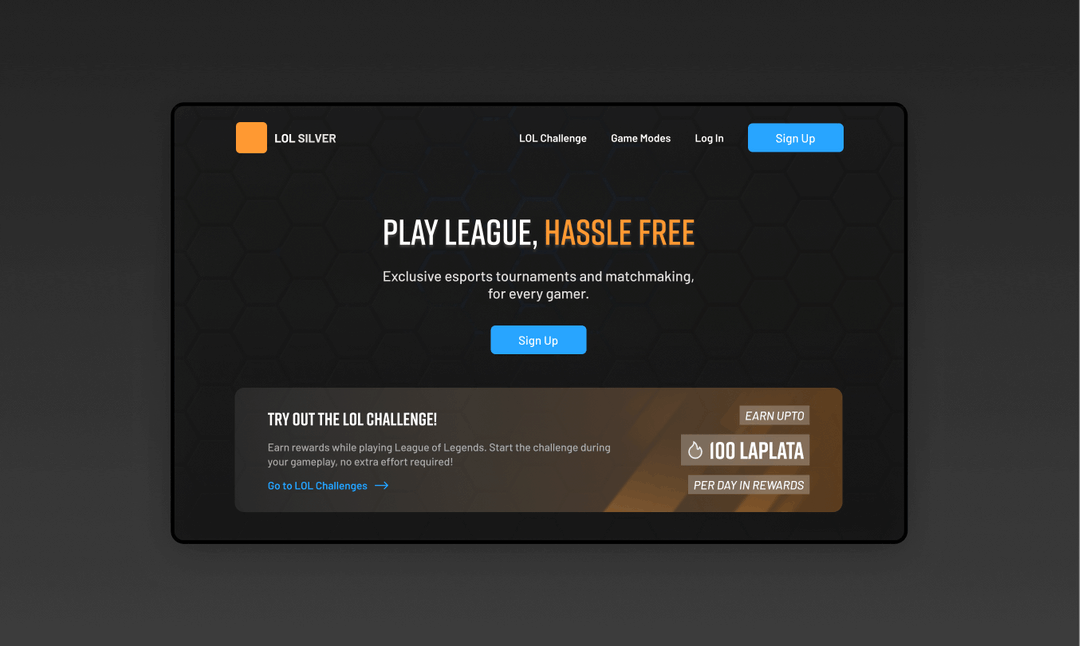 LOL SILVER
LOL Challenge
Game Modes
Log In
Sign Up
PLAY LEAGUE, HASSLE FREE
Exclusive esports tournaments and matchmaking,
for every gamer.
Sign Up
TRY OUT THE LOL CHALLENGE!
Earn rewards while playing League of Legends. Start the challenge during
your gameplay, no extra effort required!
Go to LOL Challenges
EARN UPTO
100 LAPLATA
PER DAY IN REWARDS